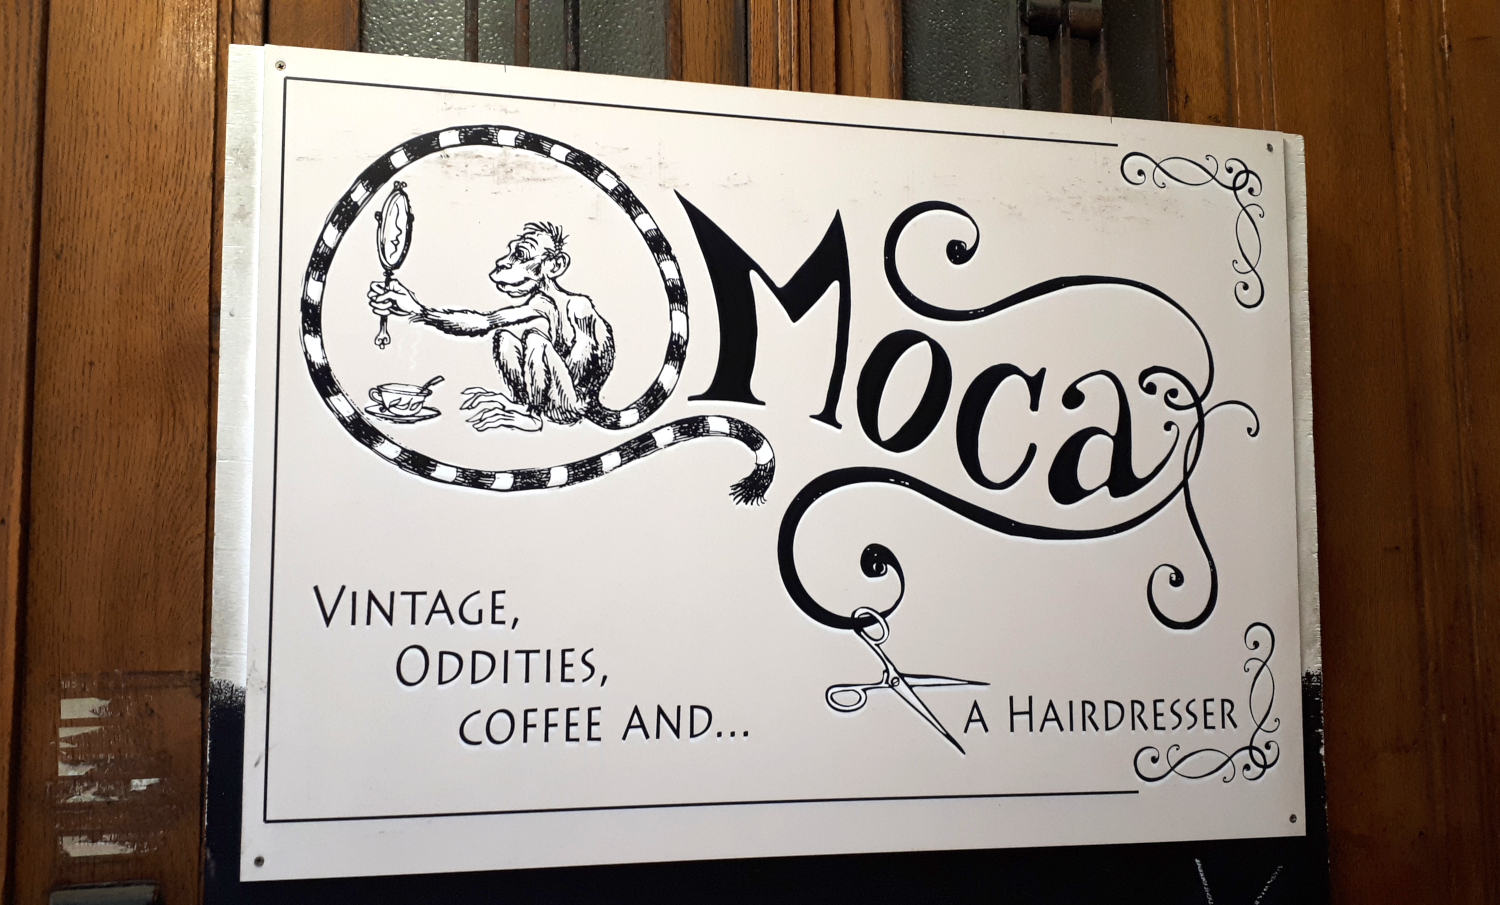 Moca
VINTAGE,
ODDITIES,
COFFEE AND...
A HAIRDRESSER